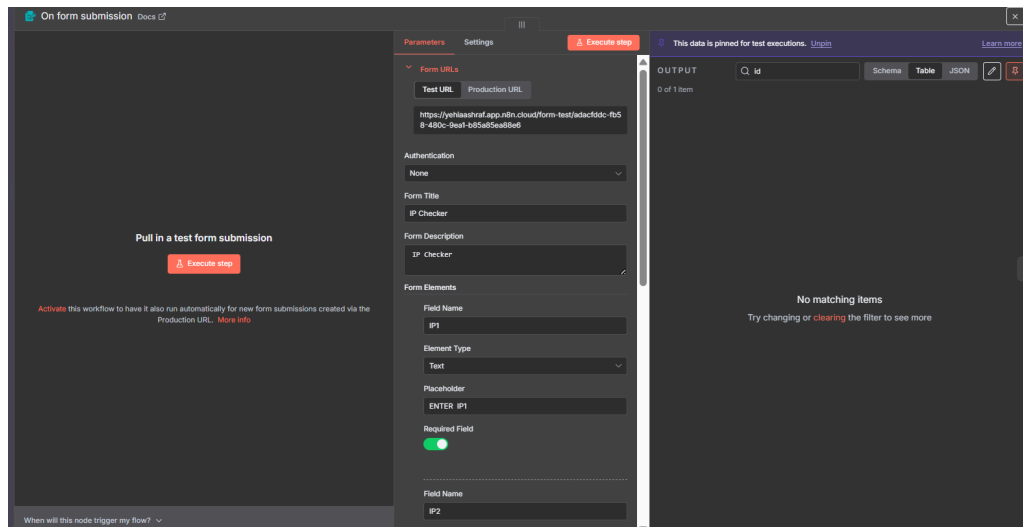 On form submission Docs
Parameters
Settings
Execute step
This data is pinned for test executions. Unpin
Learn more
Form URLs
OUTPUT
id
Schema
Table
JSON
0 of 1 item
Test URL
Production URL
https://yehiaashraf.app.n8n.cloud/form-test/adacfddc-fb5
8-480c-9ea1-b85a85ea88e6
Authentication
None
Form Title
IP Checker
Form Description
IP Checker
Pull in a test form submission
Execute step
Activate this workflow to have it also run automatically for new form submissions created via the
Production URL. More info
Form Elements
Field Name
IP1
Element Type
Text
Placeholder
ENTER IP1
Required Field
Field Name
IP2
No matching items
Try changing or clearing the filter to see more
When will this node trigger my flow?